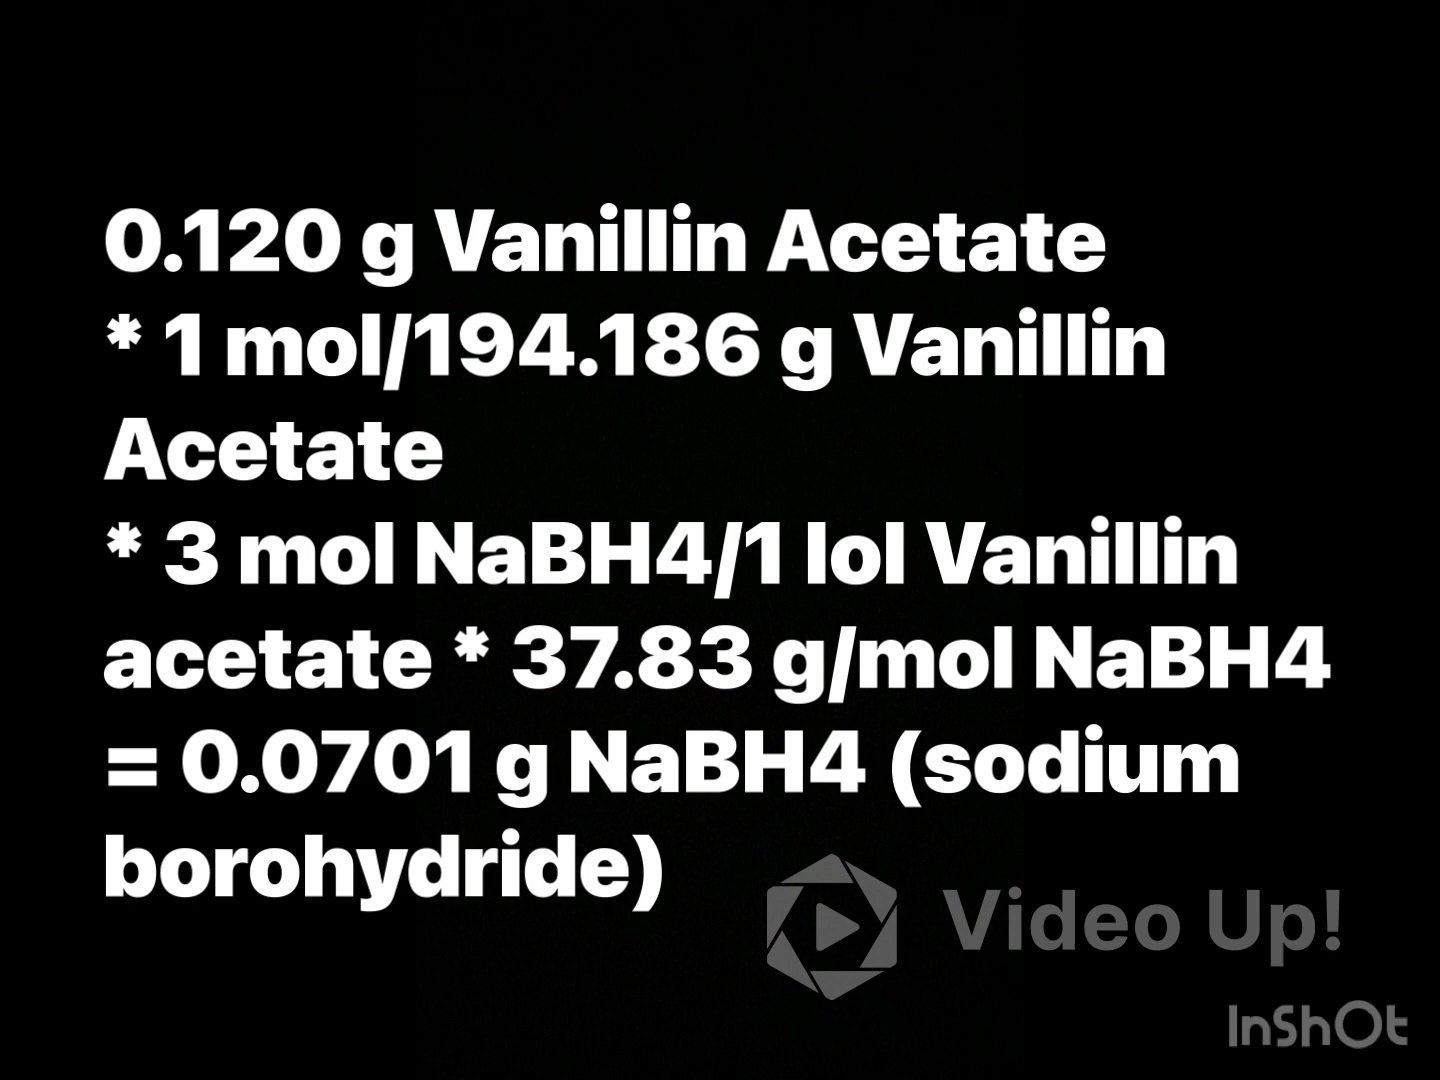 0.120 g Vanillin Acetate
* 1 mol/194.186 g Vanillin
Acetate
* 3 mol NaBH4/1 lol Vanillin
acetate * 37.83 g/mol NaBH4
= 0.0701 g NaBH4 (sodium
borohydride)
Video Up!
InShOt